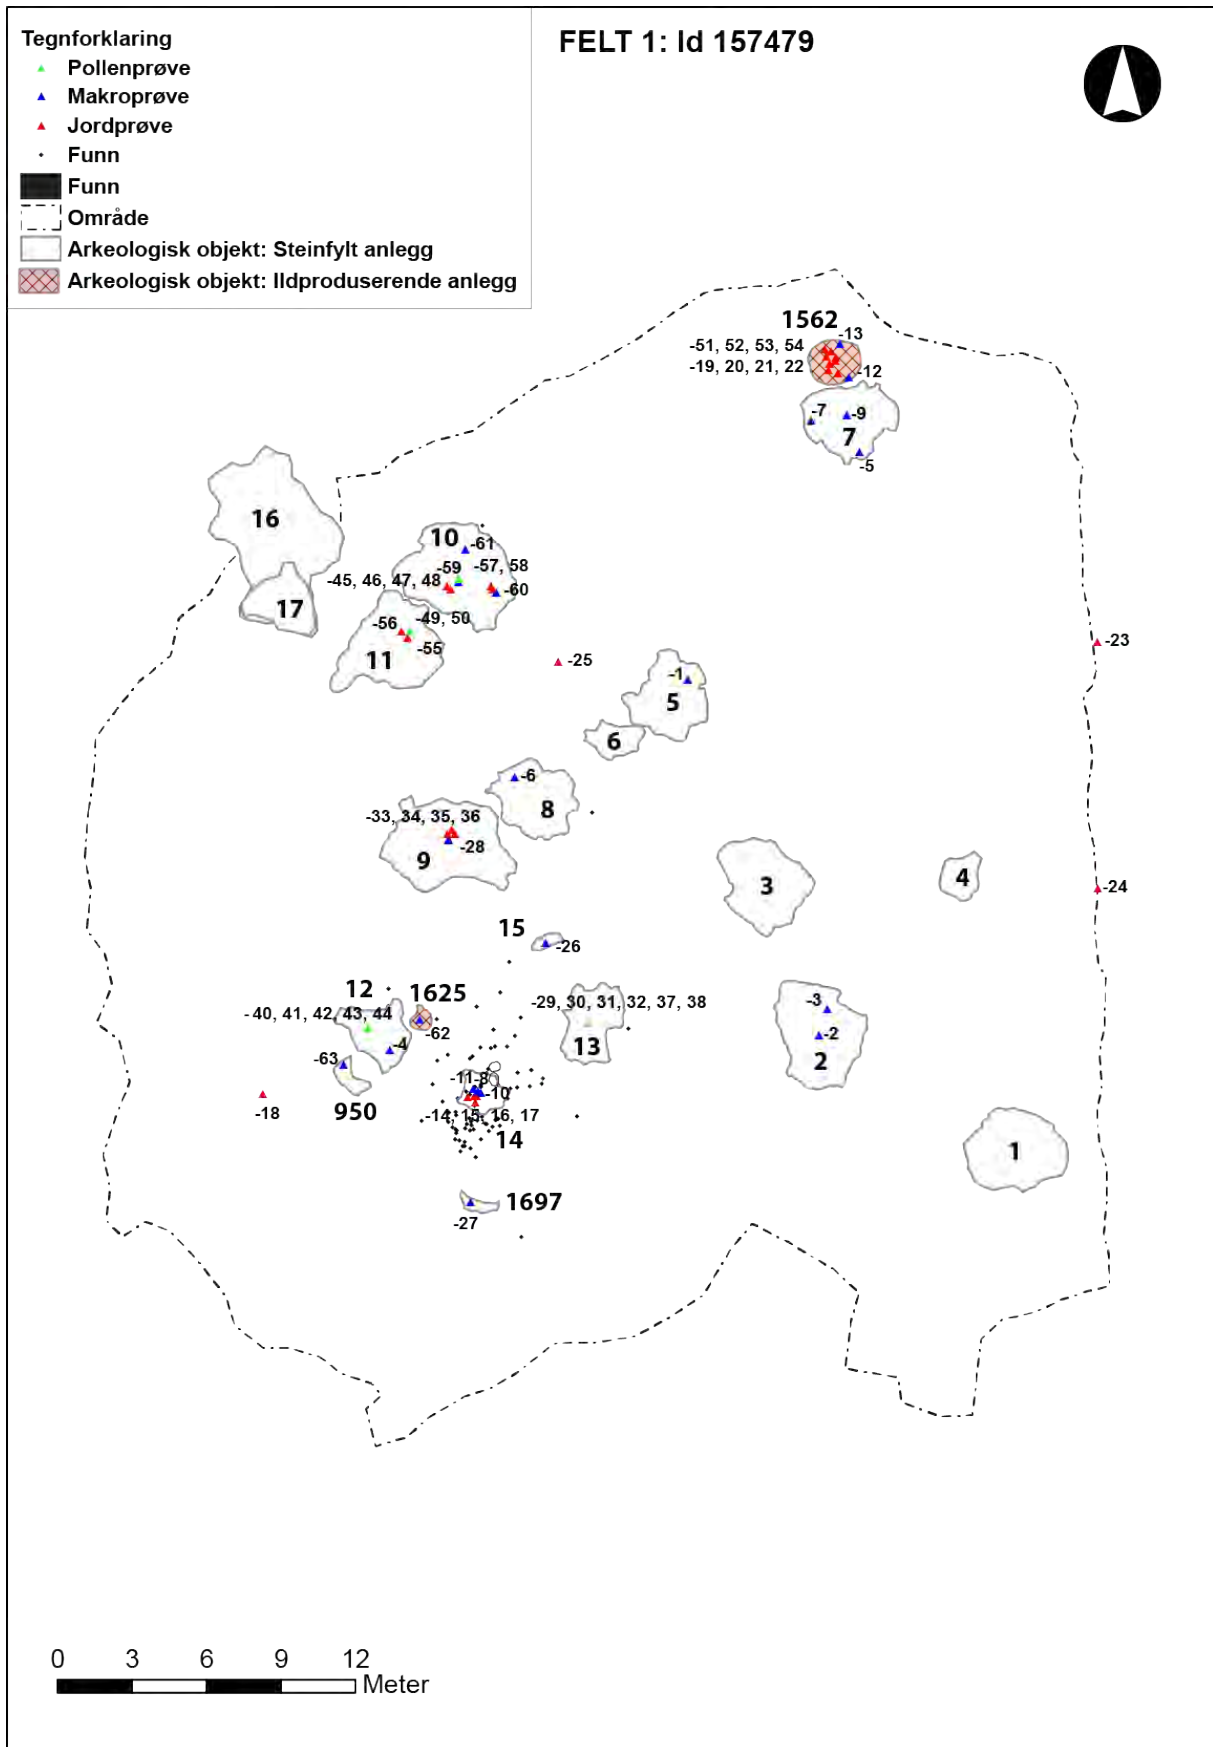 FELT 1: Id 157479
Tegnforklaring
Pollenprøve
Makroprøve
Jordprøve
Funn
Funn
Område
Arkeologisk objekt: Steinfylt anlegg
Arkeologisk objekt: Ildproduserende anlegg
1562
-13
-51, 52, 53, 54
-19, 20, 21, 22
-12
-7
-9
7
-5
16
10
-61
-59
-57, 58
-45, 46, 47, 48
-60
17
-49, 50
-56
-55
11
-25
-23
-1
5
6
-6
8
-33, 34, 35, 36
-28
9
3
4
-24
15
-26
12
1625
-29, 30, 31, 32, 37, 38
-40, 41, 42, 43, 44
-62
-3
-2
2
13
-4
-63
-11
-8
-10
950
-18
-14, 15, 16, 17
14
1
1697
-27
0 3 6 9 12
Meter